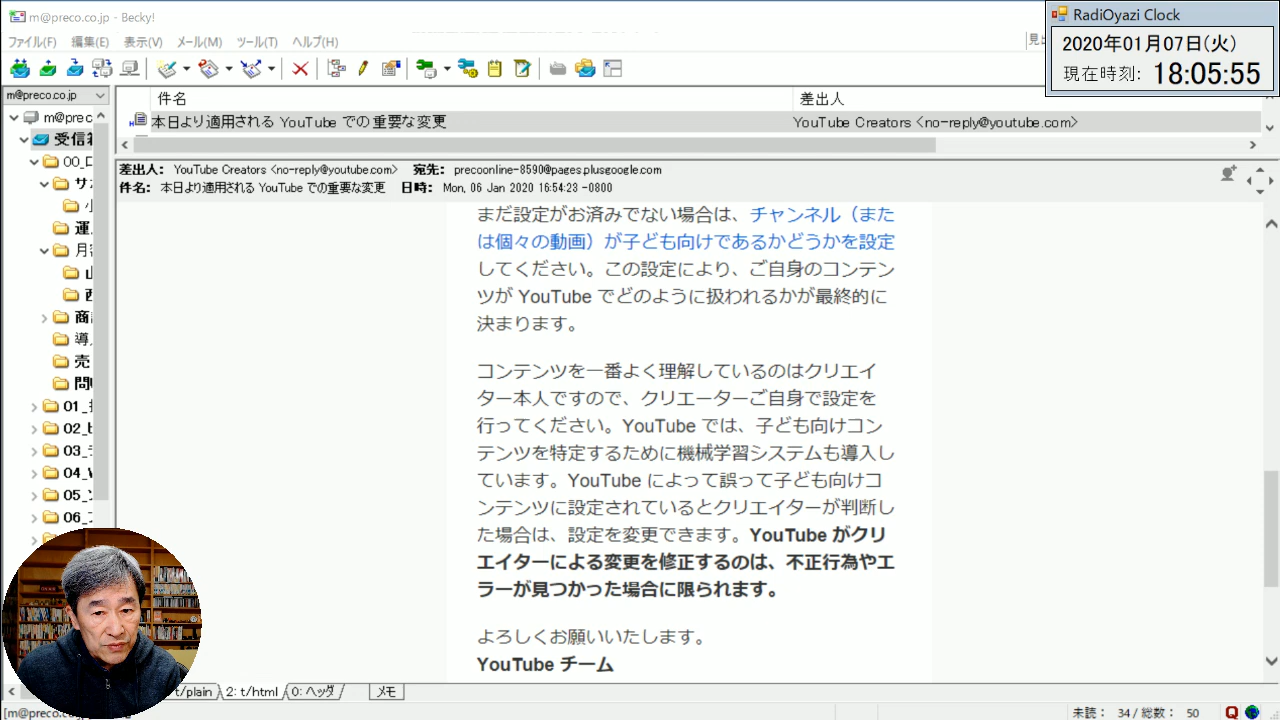 m@preco.co.jp - Becky!
RadiOyazi Clock
2020年01月07日(火)
現在時刻: 18:05:55
ファイル(F) 編集(E) 表示(V) メール(M) ツール(T) ヘルプ(H)
見出
m@preco.co.jp
件名 差出人
本日より適用される YouTube での重要な変更 YouTube Creators <no-reply@youtube.com>
差出人: YouTube Creators <no-reply@youtube.com> 宛先: precoonline-8590@pages.plusgoogle.com
件名: 本日より適用される YouTube での重要な変更 日時: Mon, 06 Jan 2020 16:54:23 -0800
m@prec
受信箱
00_
サ
小
運
月
山
西
商
導
売
問
01_
02_
03_
04_
05_
06_
まだ設定がお済みでない場合は、チャンネル（また
は個々の動画）が子ども向けであるかどうかを設定
してください。この設定により、ご自身のコンテン
ツが YouTube でどのように扱われるかが最終的に
決まります。
コンテンツを一番よく理解しているのはクリエイ
ター本人ですので、クリエーターご自身で設定を
行ってください。YouTube では、子ども向けコン
テンツを特定するために機械学習システムも導入し
ています。YouTube によって誤って子ども向けコ
ンテンツに設定されているとクリエイターが判断し
た場合は、設定を変更できます。YouTube がクリ
エイターによる変更を修正するのは、不正行為やエ
ラーが見つかった場合に限られます。
よろしくお願いいたします。
YouTube チーム
t/plain 2: t/html 0: ヘッダ メモ
[m@preco.c
未読: 34/総数: 50